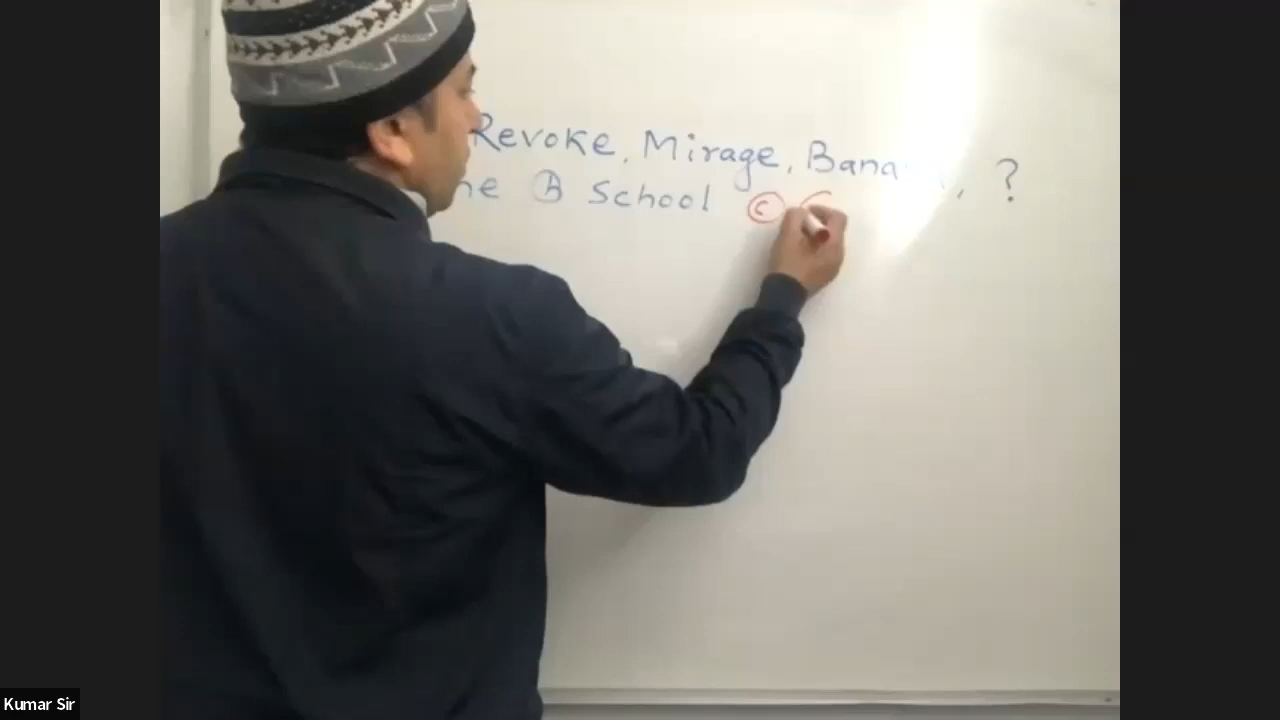 Revoke, Mirage, Bana , ?
ne (B) School (C)
Kumar Sir